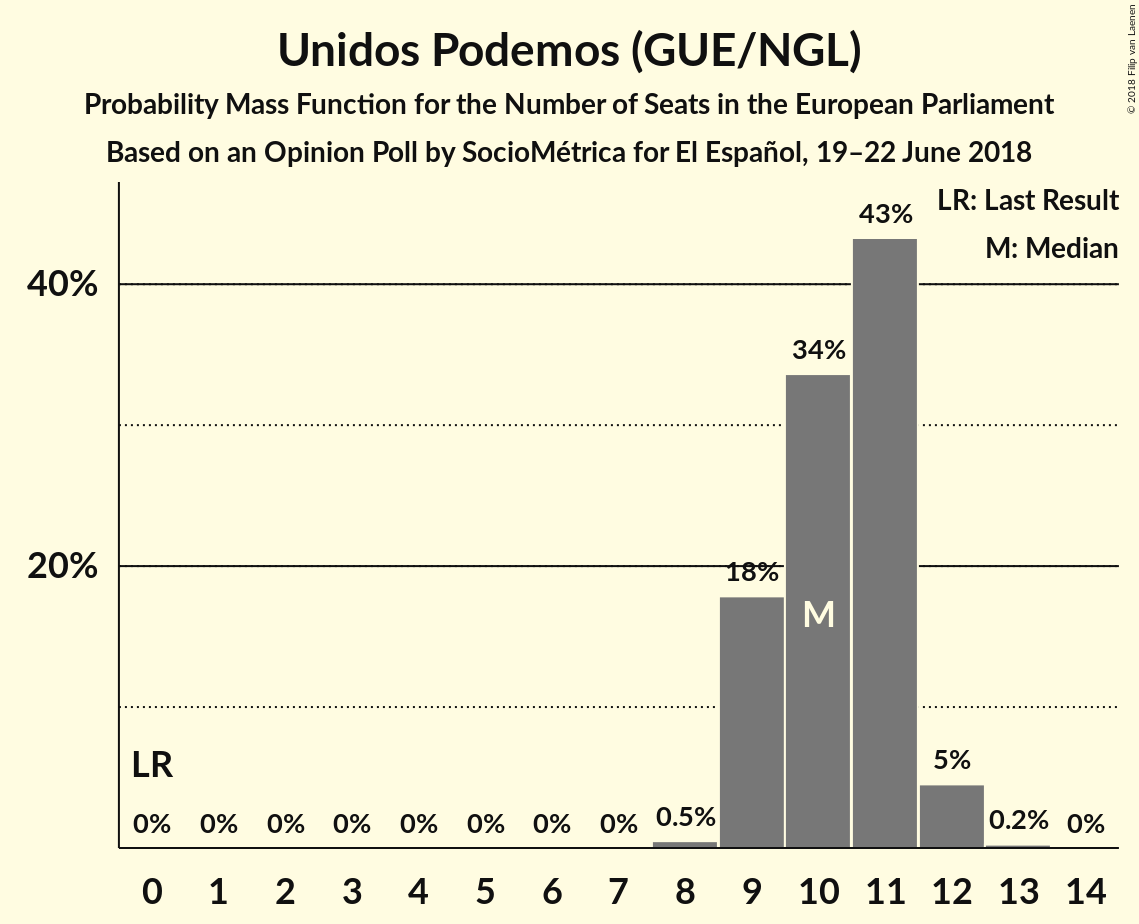 Unidos Podemos (GUE/NGL)
Probability Mass Function for the Number of Seats in the European Parliament
Based on an Opinion Poll by SocioMétrica for El Español, 19–22 June 2018
© 2018 Filip van Laenen
LR: Last Result
M: Median
43%
40%
34%
20%
18%
M
LR
5%
0% 0% 0% 0% 0% 0% 0% 0% 0.5% 0.2% 0%
0 1 2 3 4 5 6 7 8 9 10 11 12 13 14